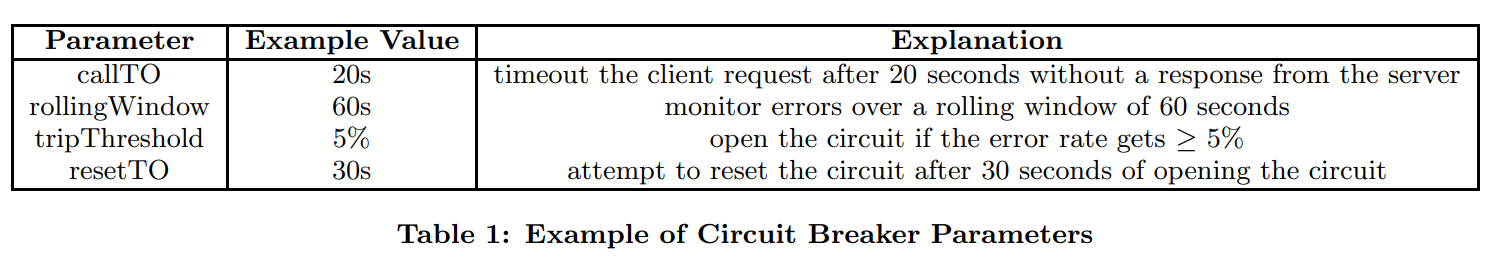 Parameter Example Value Explanation
callTO 20s timeout the client request after 20 seconds without a response from the server
rollingWindow 60s monitor errors over a rolling window of 60 seconds
tripThreshold 5% open the circuit if the error rate gets ≥ 5%
resetTO 30s attempt to reset the circuit after 30 seconds of opening the circuit
Table 1: Example of Circuit Breaker Parameters